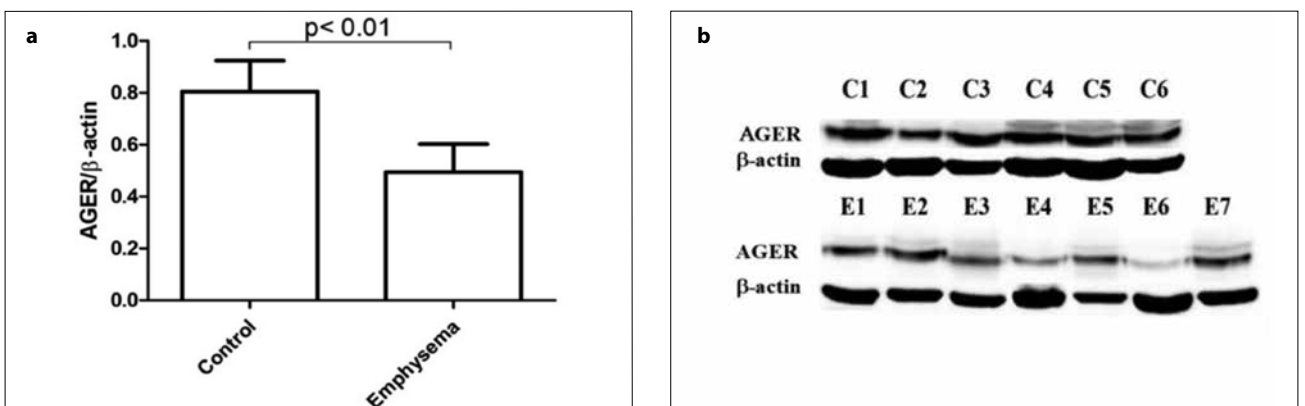 a
p< 0.01
1.0
0.8
0.6
0.4
0.2
0.0
AGER/β-actin
Control
Emphysema
b
C1 C2 C3 C4 C5 C6
AGER
β-actin
E1 E2 E3 E4 E5 E6 E7
AGER
β-actin